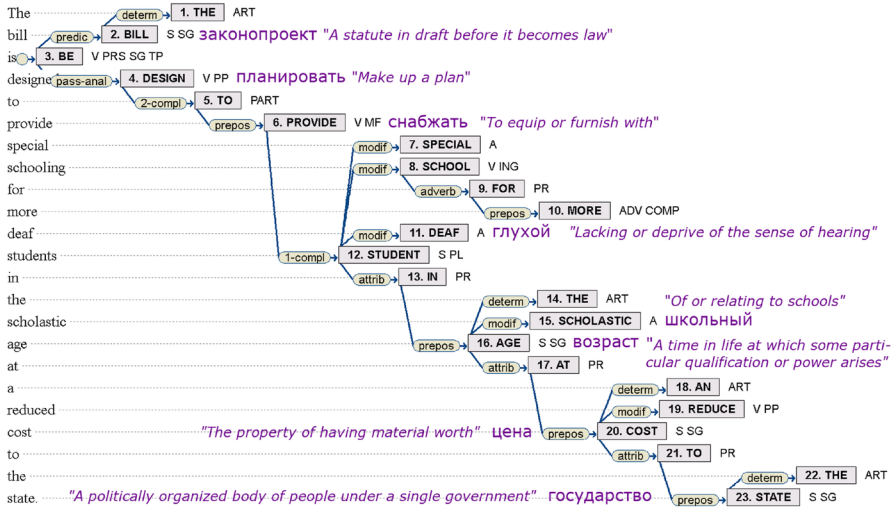 The determ 1. THE ART
bill predic 2. BILL S SG законопроект "A statute in draft before it becomes law"
is 3. BE V PRS SG TP
designe pass-anal 4. DESIGN V PP планировать "Make up a plan"
to 2-compl 5. TO PART
provide prepos 6. PROVIDE V MF снабжать "To equip or furnish with"
special modif 7. SPECIAL A
schooling modif 8. SCHOOL V ING
for adverb 9. FOR PR
more prepos 10. MORE ADV COMP
deaf modif 11. DEAF A глухой "Lacking or deprive of the sense of hearing"
students 1-compl 12. STUDENT S PL
in attrib 13. IN PR
the determ 14. THE ART "Of or relating to schools"
scholastic modif 15. SCHOLASTIC A школьный
age prepos 16. AGE S SG возраст "A time in life at which some parti-
cular qualification or power arises"
at attrib 17. AT PR
a determ 18. AN ART
reduced modif 19. REDUCE V PP
cost "The property of having material worth" цена prepos 20. COST S SG
to attrib 21. TO PR
the determ 22. THE ART
state. "A politically organized body of people under a single government" государство prepos 23. STATE S SG